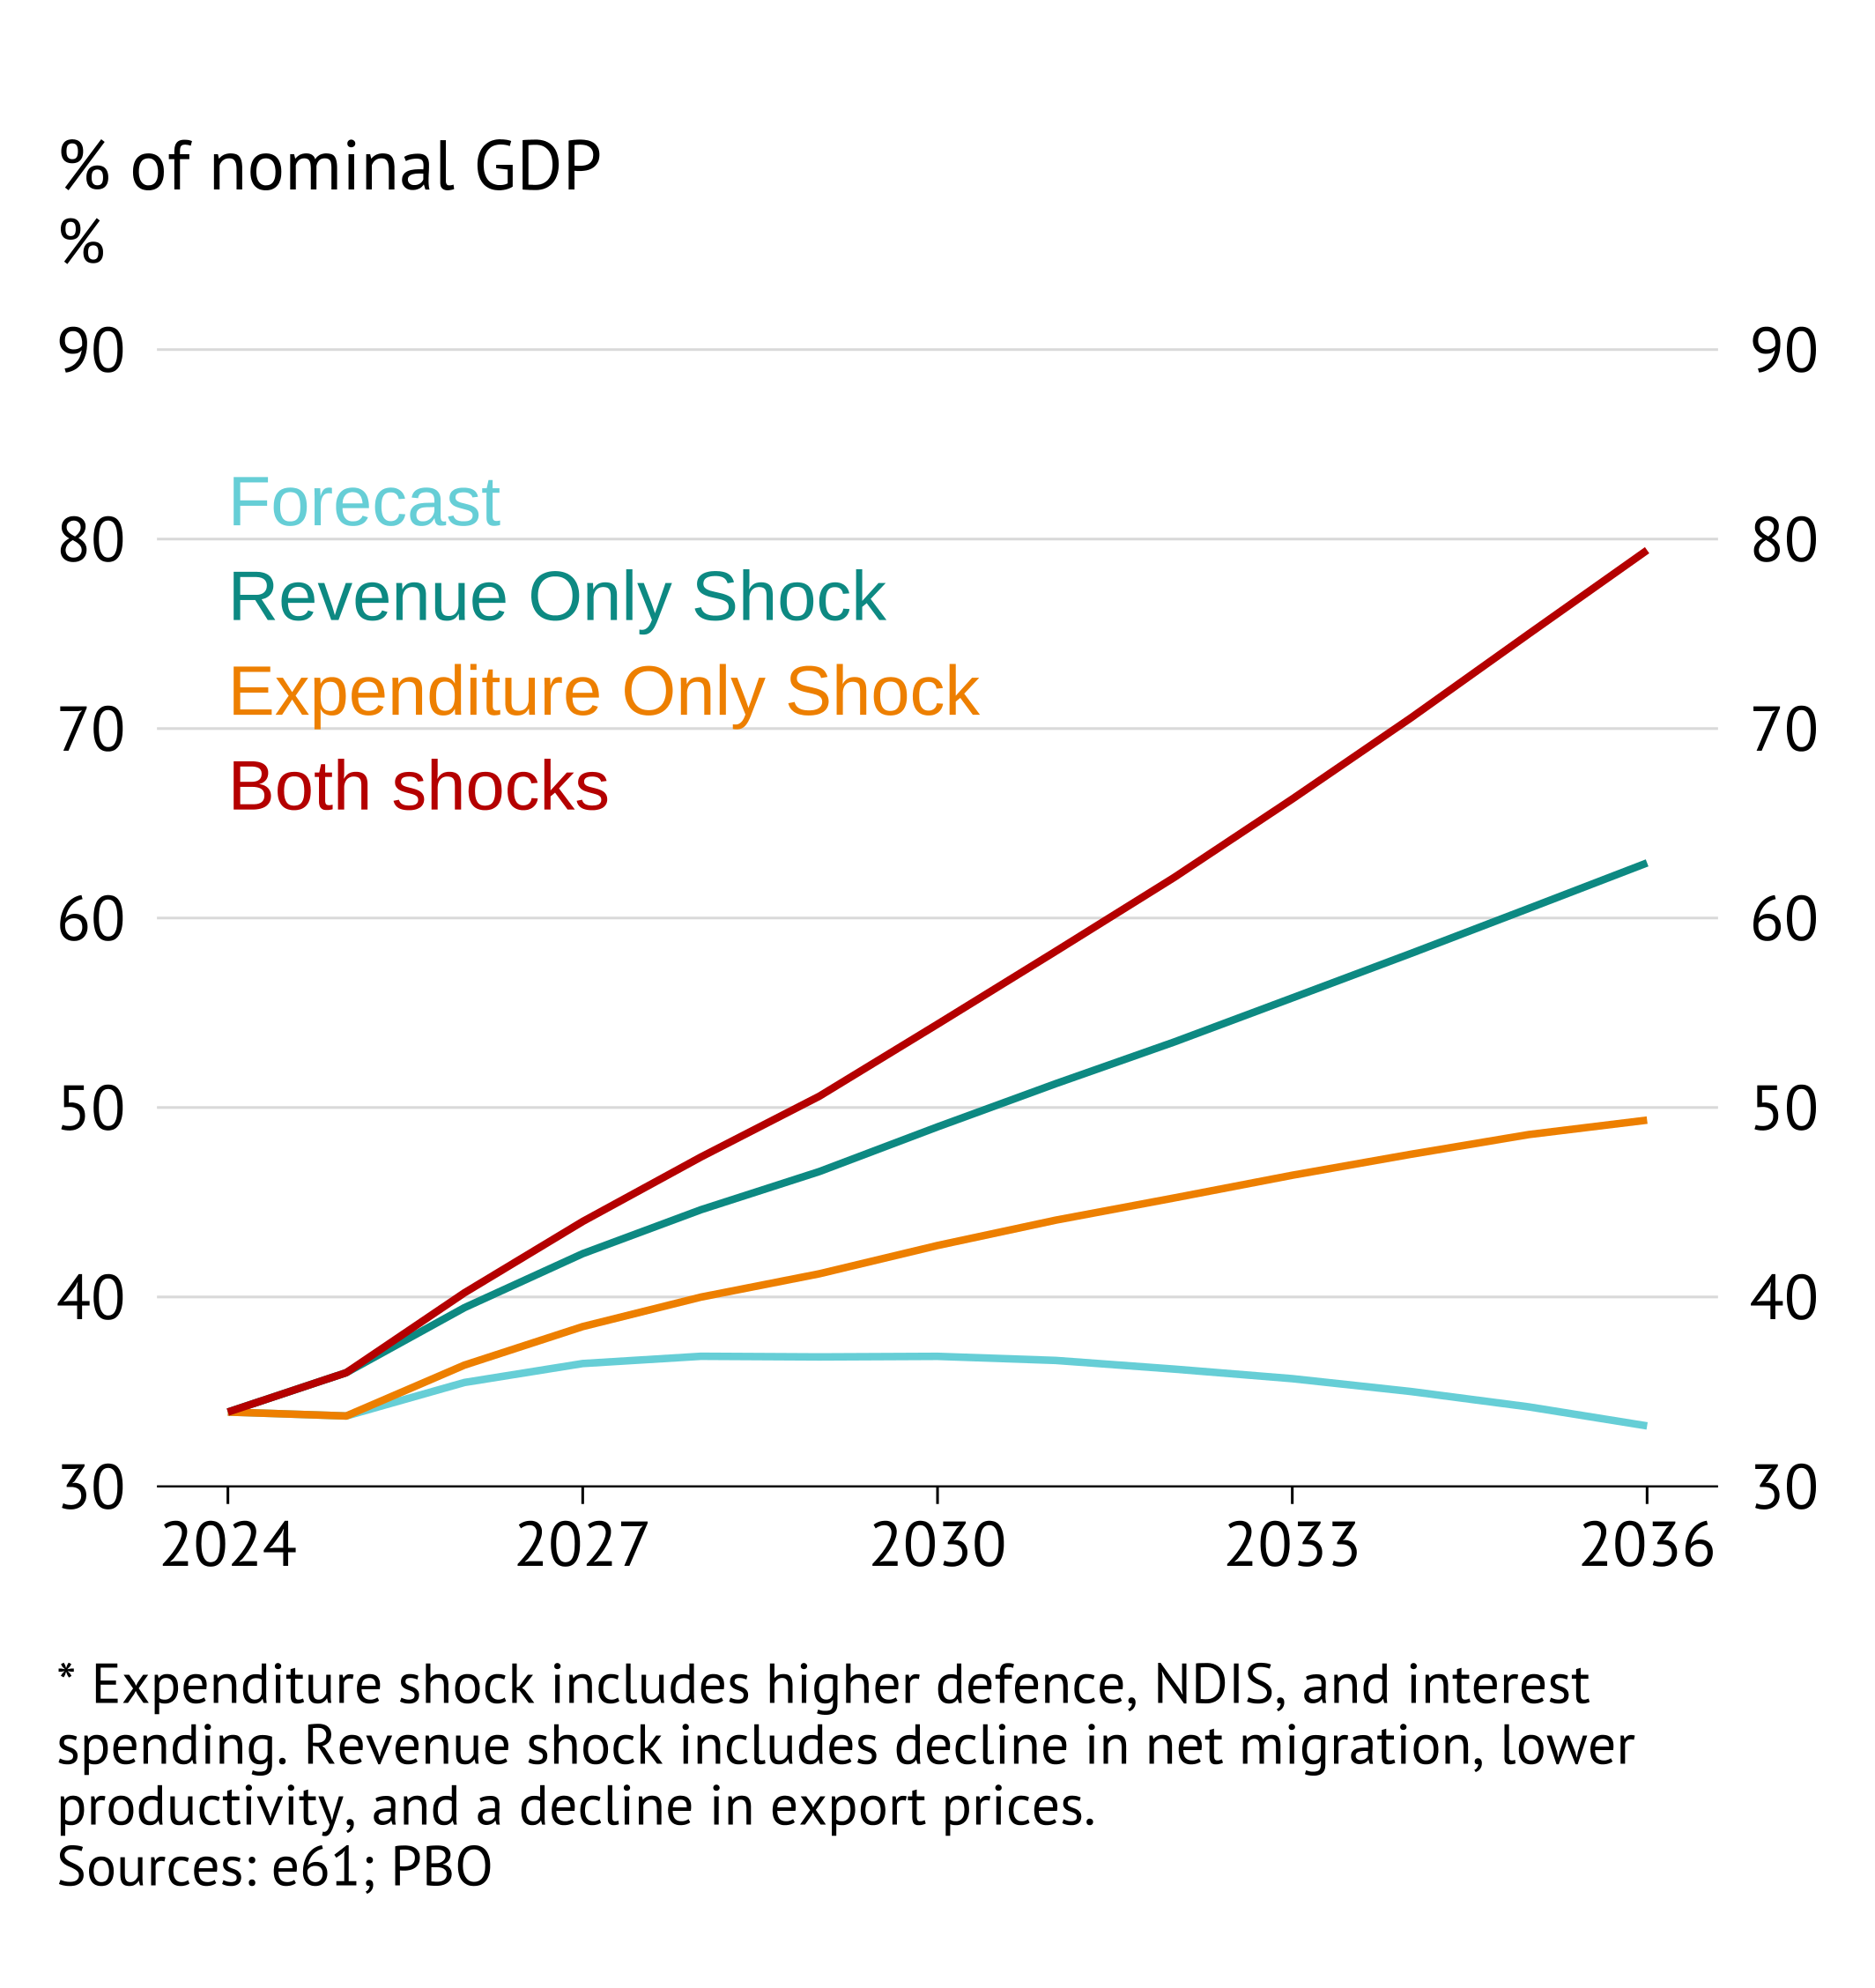 % of nominal GDP
%
90 90
Forecast
80 80
Revenue Only Shock
Expenditure Only Shock
70 70
Both shocks
60 60
50 50
40 40
30 30
2024 2027 2030 2033 2036
* Expenditure shock includes higher defence, NDIS, and interest
spending. Revenue shock includes decline in net migration, lower
productivity, and a decline in export prices.
Sources: e61; PBO